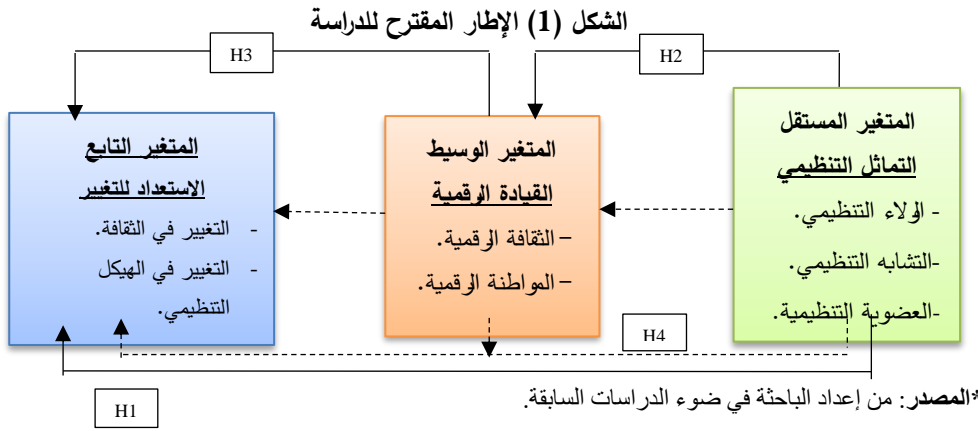 الشكل (1) الإطار المقترح للدراسة
H3
H2
المتغير المستقل
التماثل التنظيمي
- الولاء التنظيمي.
-التشابه التنظيمي.
-العضوية التنظيمية.
المتغير الوسيط
القيادة الرقمية
– الثقافة الرقمية.
– المواطنة الرقمية.
المتغير التابع
الاستعداد للتغيير
- التغيير في الثقافة.
- التغيير في الهيكل
التنظيمي.
H4
H1
*المصدر: من إعداد الباحثة في ضوء الدراسات السابقة.